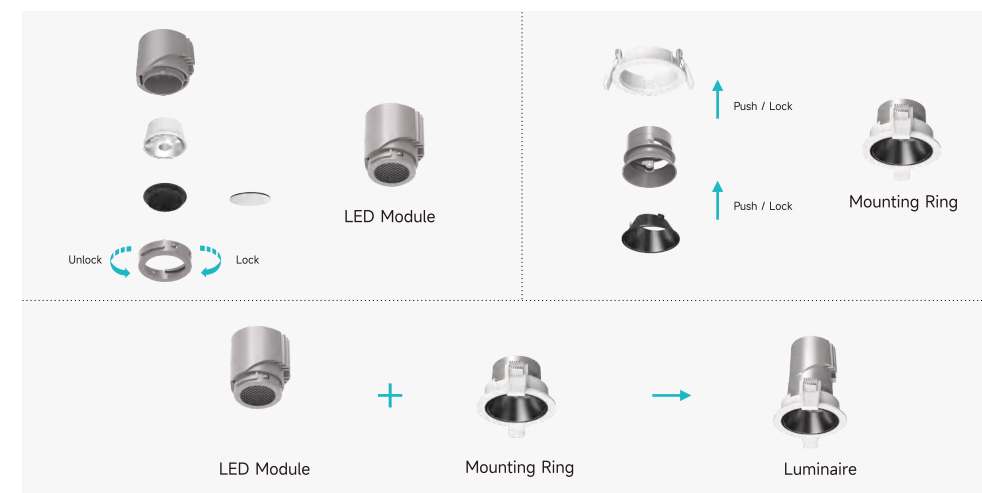 LED Module
Unlock
Lock
Push / Lock
Push / Lock
Mounting Ring
LED Module
Mounting Ring
Luminaire